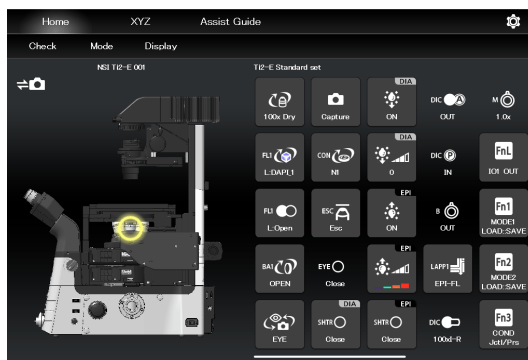 Home XYZ Assist Guide
Check Mode Display
NSI Ti2-E 001
Ti2-E Standard set
100x Dry
Capture
DIA
ON
DIC A
OUT
M
1.0x
FL1
L:DAPI_1
CON
N1
DIA
0
DIC P
IN
FnL
IO1 OUT
FL1
L:Open
ESC
Esc
EPI
ON
B
OUT
Fn1
MODE1
LOAD:SAVE
BA1
OPEN
EYE
Close
EPI
LAPP1
EPI-FL
Fn2
MODE2
LOAD:SAVE
EYE
DIA
SHTR
Close
EPI
SHTR
Close
DIC
100xI-R
Fn3
COND
Jctl/Prs